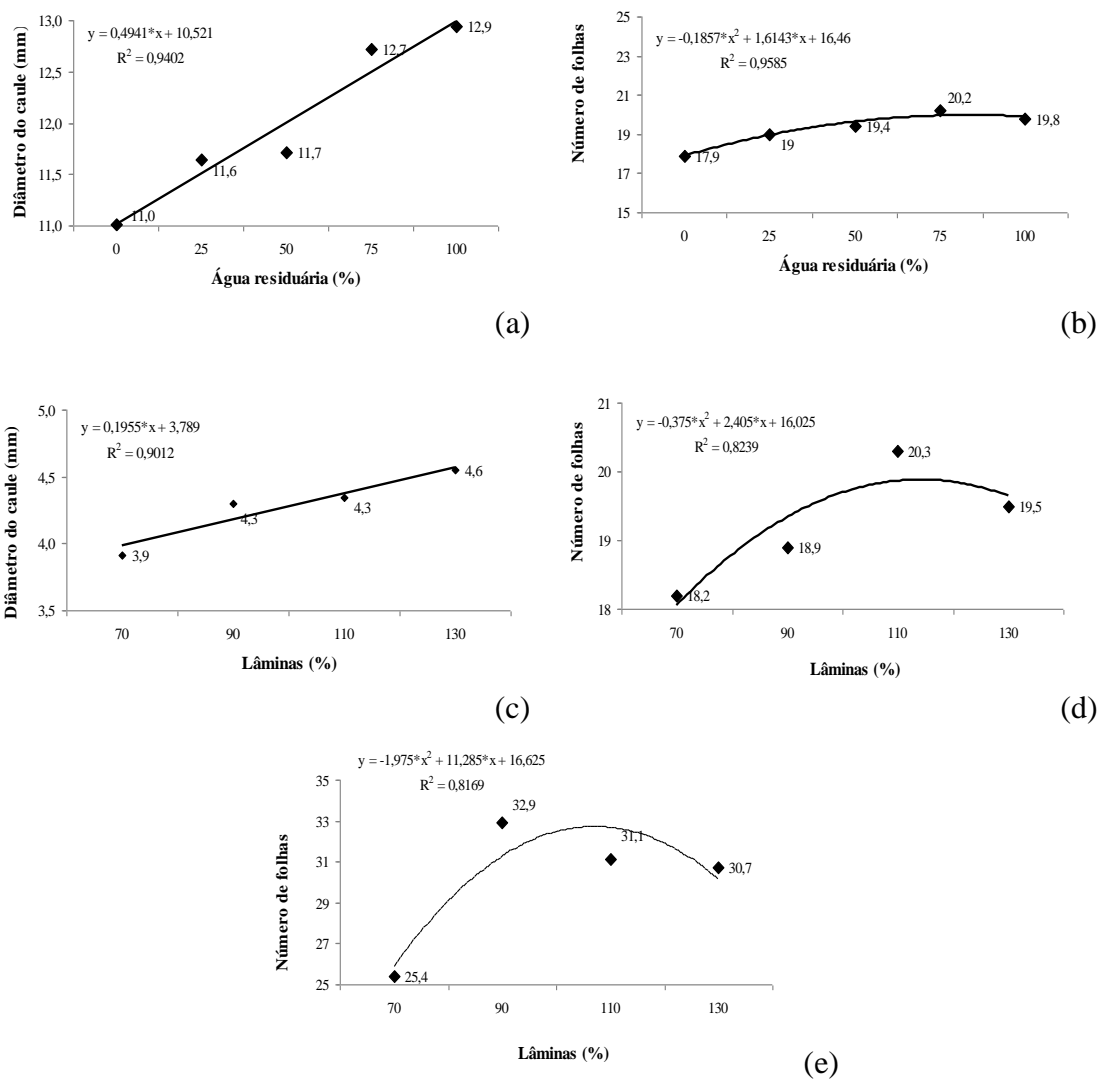 Diâmetro do caule (mm)
y = 0,4941*x + 10,521
R² = 0,9402
13,0
12,5
12,0
11,5
11,0
11,0
11,6
11,7
12,7
12,9
0 25 50 75 100
Água residuária (%)
(a)
Número de folhas
y = -0,1857*x² + 1,6143*x + 16,46
R² = 0,9585
25
23
21
19
17
15
17,9
19
19,4
20,2
19,8
0 25 50 75 100
Água residuária (%)
(b)
Diâmetro do caule (mm)
y = 0,1955*x + 3,789
R² = 0,9012
5,0
4,5
4,0
3,5
3,9
4,3
4,3
4,6
70 90 110 130
Lâminas (%)
(c)
Número de folhas
y = -0,375*x² + 2,405*x + 16,025
R² = 0,8239
21
20
19
18
18,2
18,9
20,3
19,5
70 90 110 130
Lâminas (%)
(d)
Número de folhas
y = -1,975*x² + 11,285*x + 16,625
R² = 0,8169
35
33
31
29
27
25
25,4
32,9
31,1
30,7
70 90 110 130
Lâminas (%)
(e)